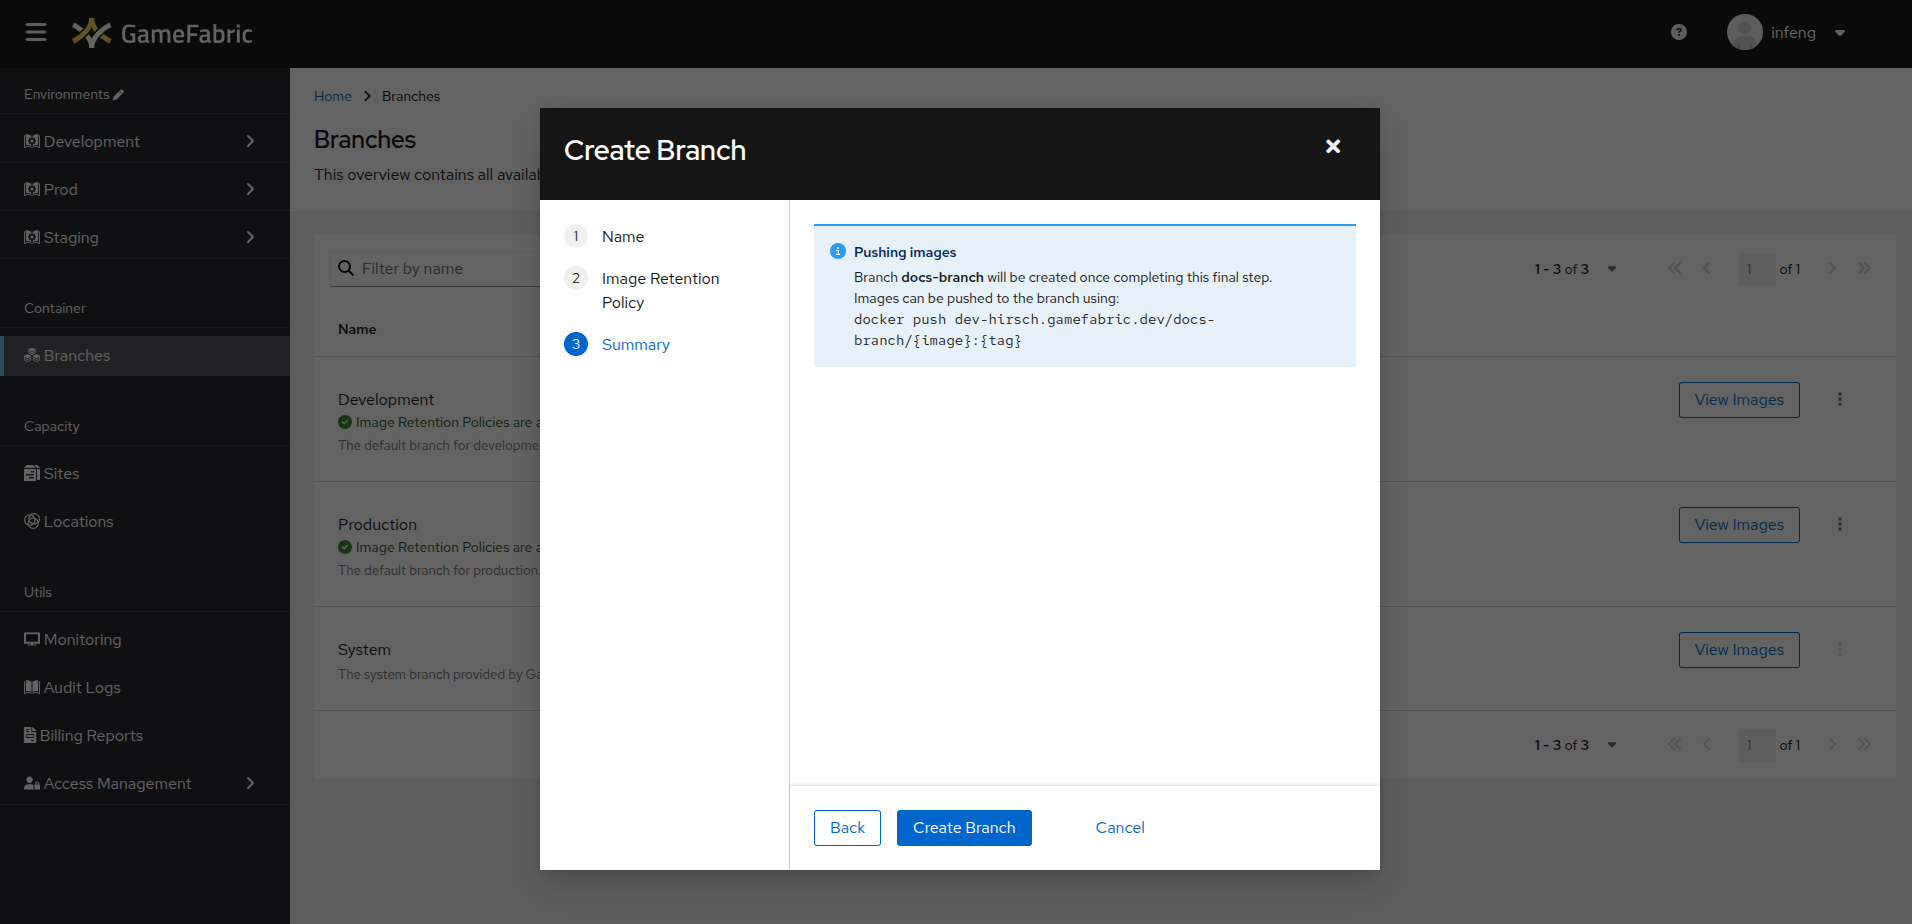 GameFabric
infeng
Environments
Development
Prod
Staging
Container
Branches
Capacity
Sites
Locations
Utils
Monitoring
Audit Logs
Billing Reports
Access Management
Home
Branches
Branches
This overview contains all availab
Filter by name
1 - 3 of 3
1
of 1
Name
Development
Image Retention Policies are a
The default branch for developme
View Images
Production
Image Retention Policies are a
The default branch for production.
View Images
System
The system branch provided by Ga
View Images
1 - 3 of 3
1
of 1
Create Branch
1
Name
2
Image Retention
Policy
3
Summary
Pushing images
Branch docs-branch will be created once completing this final step.
Images can be pushed to the branch using:
docker push dev-hirsch.gamefabric.dev/docs-
branch/{image}:{tag}
Back
Create Branch
Cancel